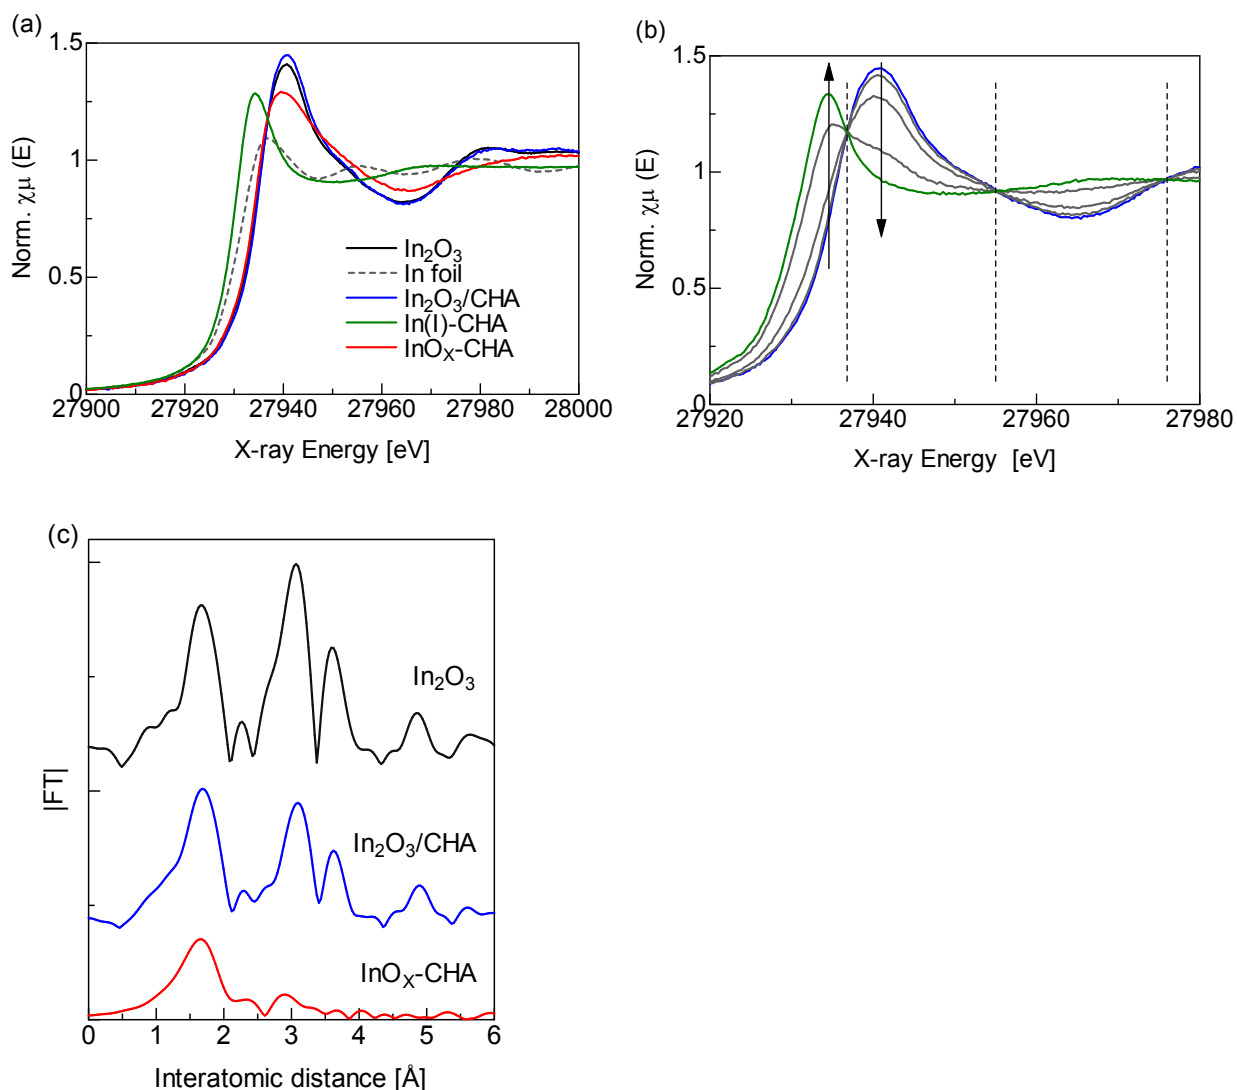 (a)
1.5
1
0.5
0
Norm. χμ (E)
In₂O₃
In foil
In₂O₃/CHA
In(I)-CHA
InOₓ-CHA
27900 27920 27940 27960 27980 28000
X-ray Energy [eV]
(b)
1.5
1
0.5
0
Norm. χμ (E)
27920 27940 27960 27980
X-ray Energy [eV]
(c)
|FT|
In₂O₃
In₂O₃/CHA
InOₓ-CHA
0 1 2 3 4 5 6
Interatomic distance [Å]